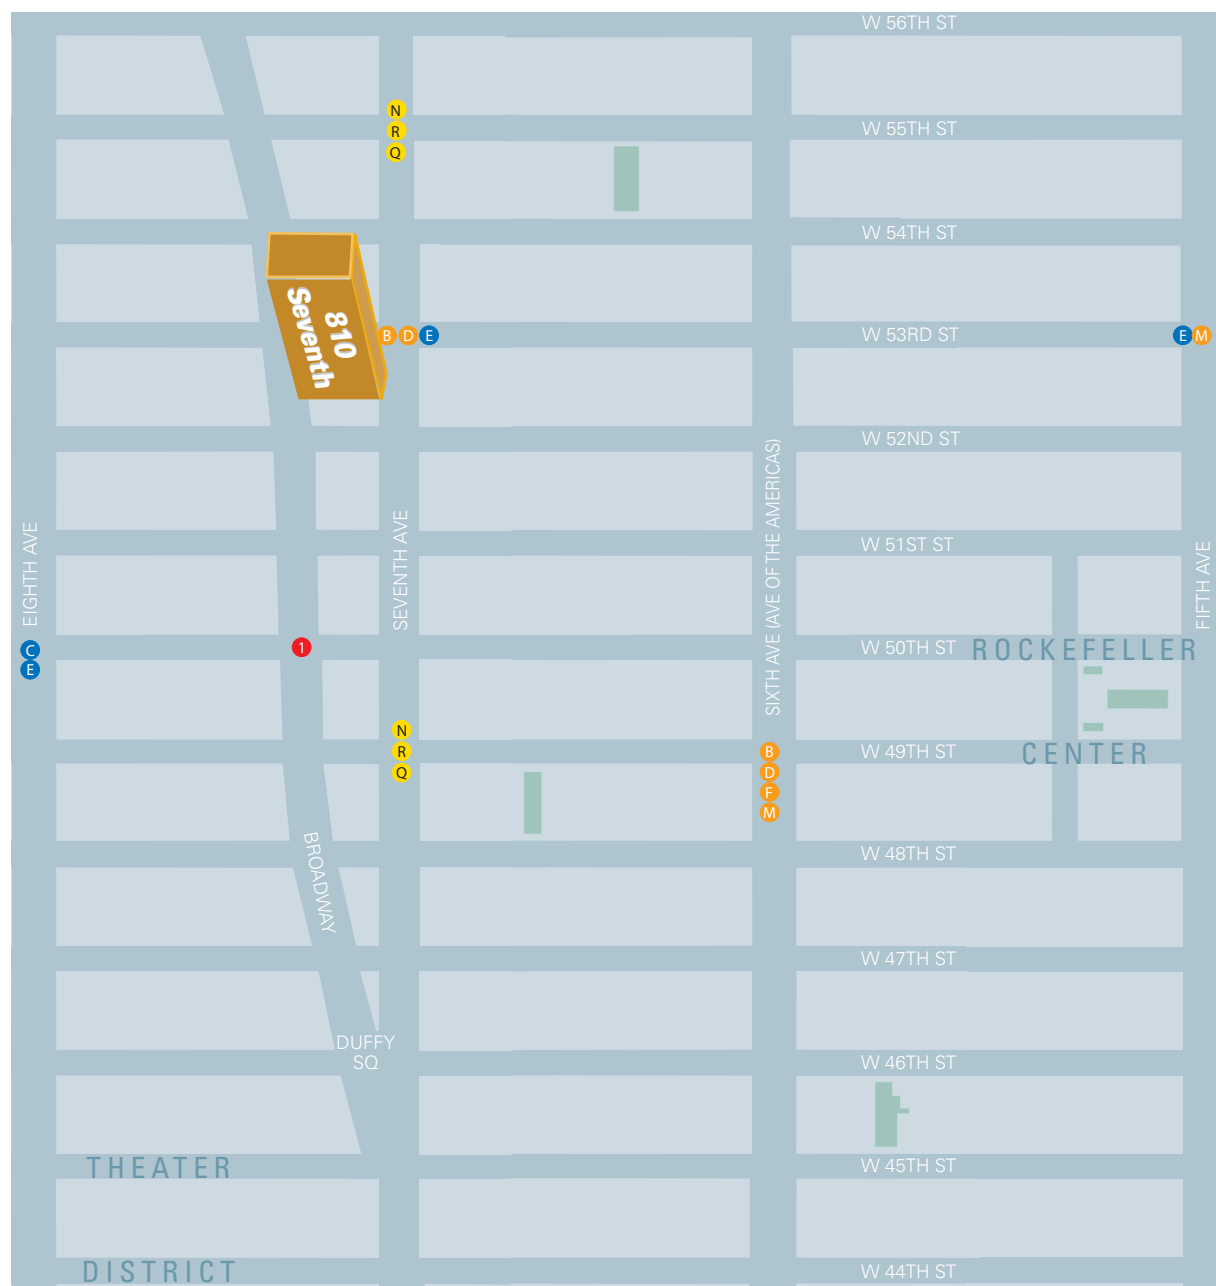 W 56TH ST
N
R
Q
W 55TH ST
W 54TH ST
810
Seventh
B D E
W 53RD ST
E M
W 52ND ST
EIGHTH AVE
SEVENTH AVE
SIXTH AVE (AVE OF THE AMERICAS)
FIFTH AVE
W 51ST ST
C
E
1
W 50TH ST
ROCKEFELLER
CENTER
N
R
Q
B
D
F
M
W 49TH ST
BROADWAY
W 48TH ST
W 47TH ST
DUFFY
SQ
W 46TH ST
THEATER
DISTRICT
W 45TH ST
W 44TH ST